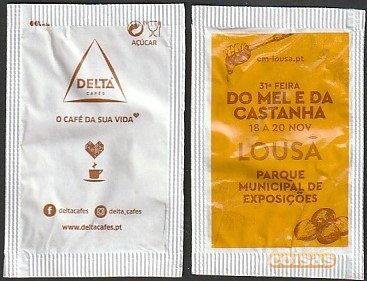 AÇÚCAR
DELTA
CAFÉS
O CAFÉ DA SUA VIDA
deltacafes
delta_cafes
www.deltacafes.pt
cm-lousa.pt
31ª FEIRA
DO MEL E DA
CASTANHA
18 A 20 NOV
LOUSÃ
PARQUE
MUNICIPAL DE
EXPOSIÇÕES
coisas